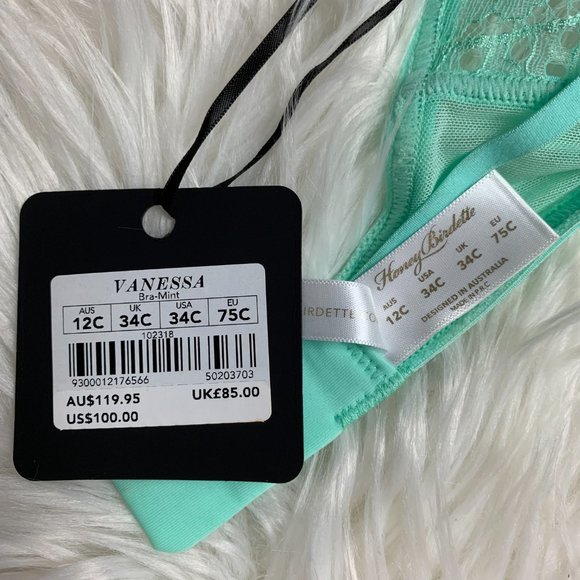 VANESSA
Bra-Mint
AUS UK USA EU
12C 34C 34C 75C
102318
9300012176566 50203703
AU$119.95 UK£85.00
US$100.00
Honey Birdette
AUS USA UK EU
12C 34C 34C 75C
DESIGNED IN AUSTRALIA
MADE IN P.R.C
BIRDETTE